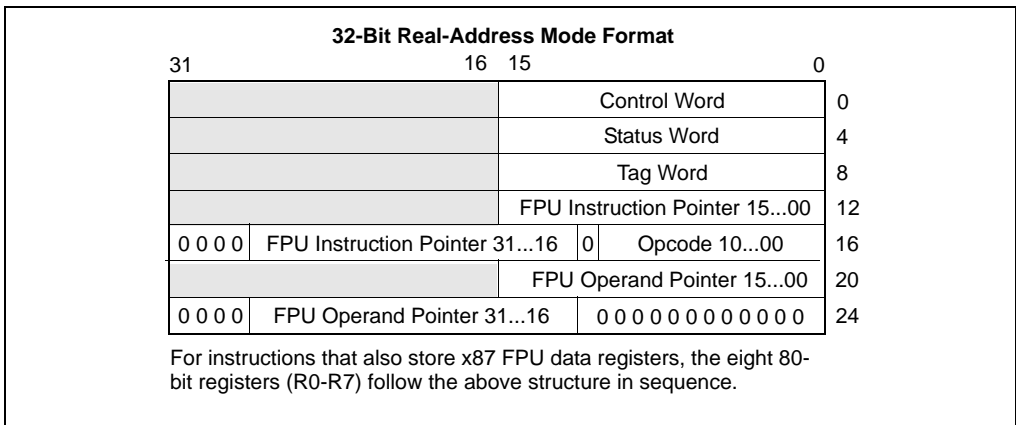 32-Bit Real-Address Mode Format
31 16 15 0
Control Word 0
Status Word 4
Tag Word 8
FPU Instruction Pointer 15...00 12
0 0 0 0 FPU Instruction Pointer 31...16 0 Opcode 10...00 16
FPU Operand Pointer 15...00 20
0 0 0 0 FPU Operand Pointer 31...16 0 0 0 0 0 0 0 0 0 0 0 0 24
For instructions that also store x87 FPU data registers, the eight 80-
bit registers (R0-R7) follow the above structure in sequence.